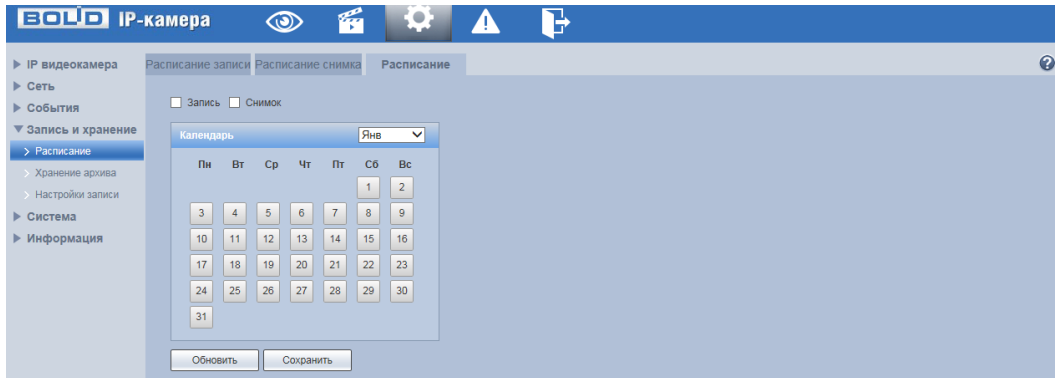 BOLID IP-камера
IP видеокамера
Сеть
События
Запись и хранение
Расписание
Хранение архива
Настройки записи
Система
Информация
Расписание записи Расписание снимка Расписание
?
Запись Снимок
Календарь Янв
Пн Вт Ср Чт Пт Сб Вс
1 2
3 4 5 6 7 8 9
10 11 12 13 14 15 16
17 18 19 20 21 22 23
24 25 26 27 28 29 30
31
Обновить Сохранить